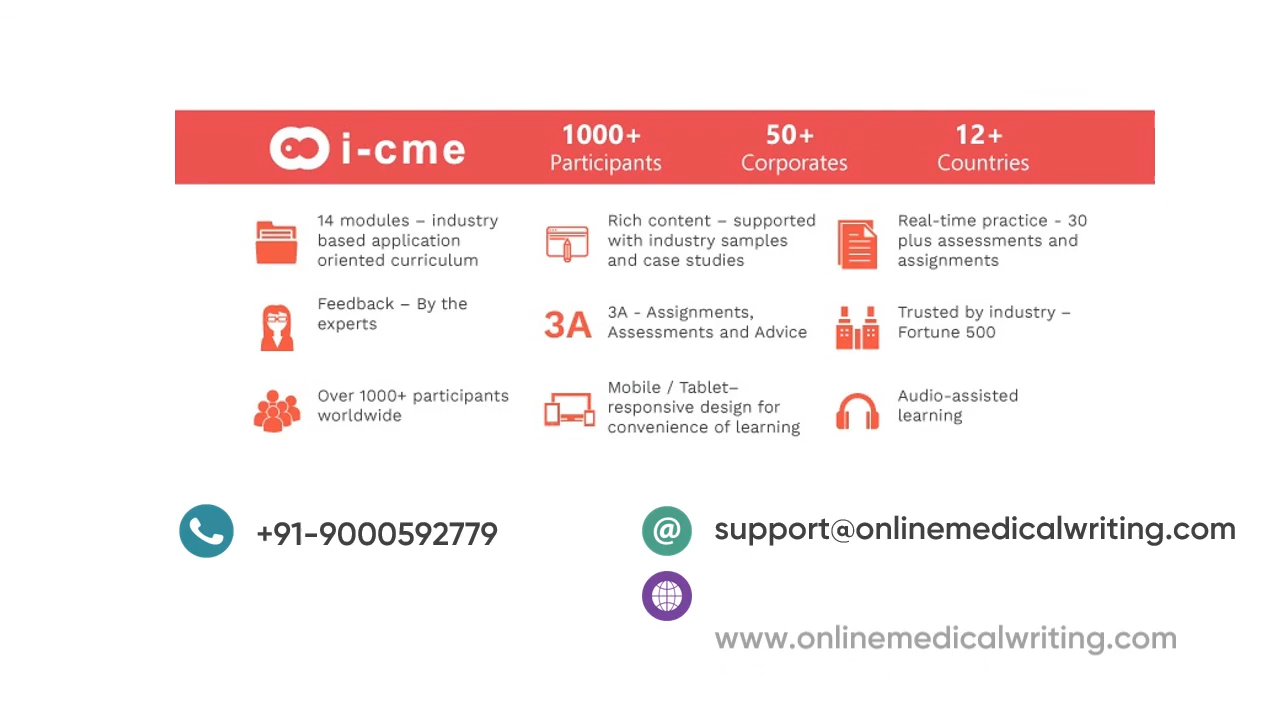 i-cme
1000+
Participants
50+
Corporates
12+
Countries
14 modules – industry
based application
oriented curriculum
Rich content – supported
with industry samples
and case studies
Real-time practice - 30
plus assessments and
assignments
Feedback – By the
experts
3A
3A - Assignments,
Assessments and Advice
Trusted by industry –
Fortune 500
Over 1000+ participants
worldwide
Mobile / Tablet–
responsive design for
convenience of learning
Audio-assisted
learning
+91-9000592779
@
support@onlinemedicalwriting.com
www.onlinemedicalwriting.com